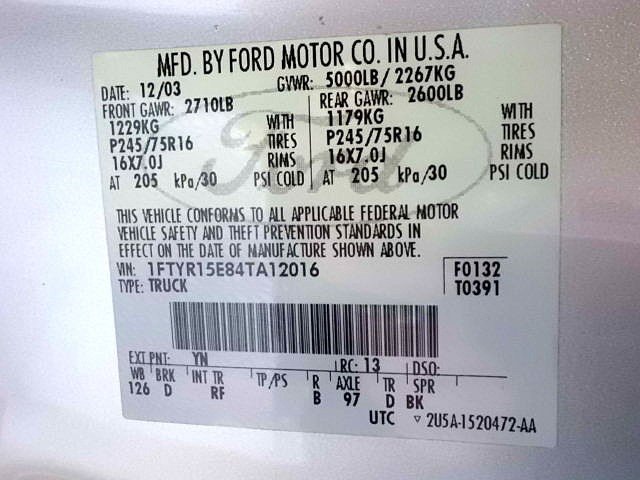 MFD. BY FORD MOTOR CO. IN U.S.A.
DATE: 12/03 GVWR: 5000LB/ 2267KG
FRONT GAWR: 2710LB REAR GAWR: 2600LB
1229KG WITH 1179KG WITH
P245/75R16 TIRES P245/75R16 TIRES
16X7.0J RIMS 16X7.0J RIMS
AT 205 kPa/30 PSI COLD AT 205 kPa/30 PSI COLD
Ford
THIS VEHICLE CONFORMS TO ALL APPLICABLE FEDERAL MOTOR
VEHICLE SAFETY AND THEFT PREVENTION STANDARDS IN
EFFECT ON THE DATE OF MANUFACTURE SHOWN ABOVE.
VIN: 1FTYR15E84TA12016 F0132
TYPE: TRUCK T0391
EXT PNT: YN RC: 13 DSO:
WB BRK INT TR TP/PS R AXLE TR SPR
126 D RF B 97 D BK
UTC ▽ 2U5A-1520472-AA